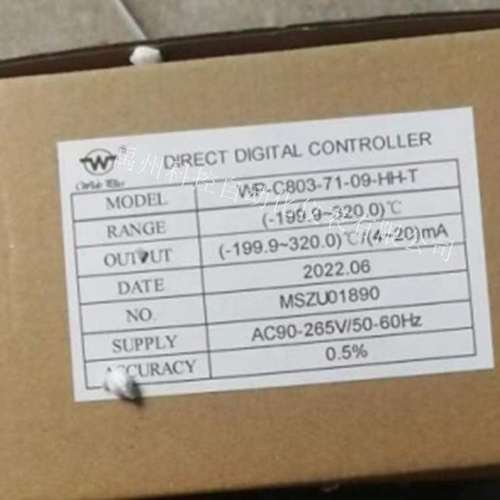 W DIRECT DIGITAL CONTROLLER
MODEL WP-C803-71-09-HH-T
RANGE (-199.9~320.0)℃
OUTPUT (-199.9~320.0)℃/(4~20)mA
DATE 2022.06
NO. MSZU01890
SUPPLY AC90-265V/50-60Hz
ACCURACY 0.5%